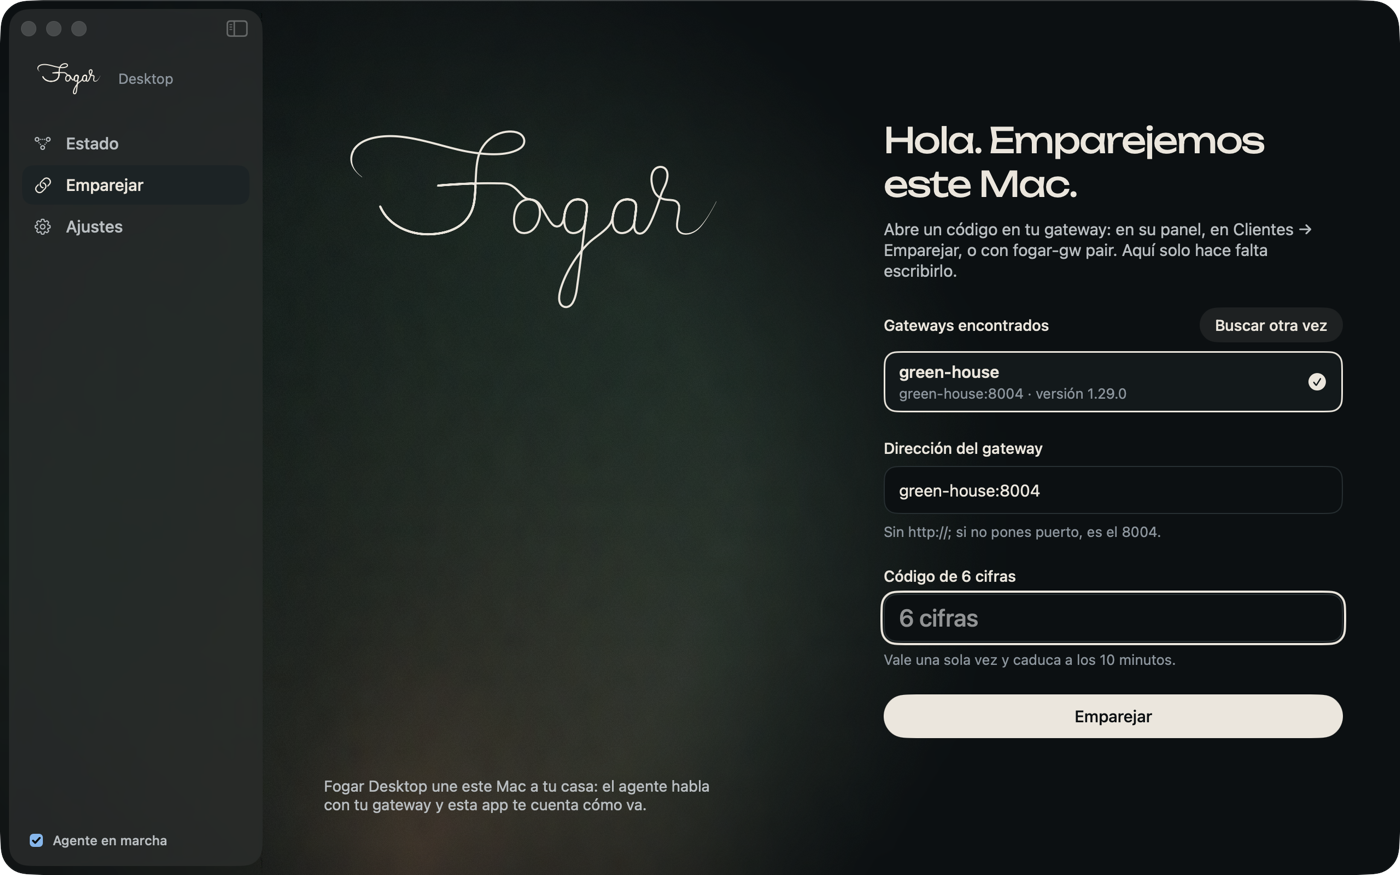 Fogar Desktop
Estado
Emparejar
Ajustes
Agente en marcha
Fogar
Fogar Desktop une este Mac a tu casa: el agente habla
con tu gateway y esta app te cuenta cómo va.
Hola. Emparejemos
este Mac.
Abre un código en tu gateway: en su panel, en Clientes →
Emparejar, o con fogar-gw pair. Aquí solo hace falta
escribirlo.
Gateways encontrados
Buscar otra vez
green-house
green-house:8004 · versión 1.29.0
Dirección del gateway
green-house:8004
Sin http://; si no pones puerto, es el 8004.
Código de 6 cifras
6 cifras
Vale una sola vez y caduca a los 10 minutos.
Emparejar